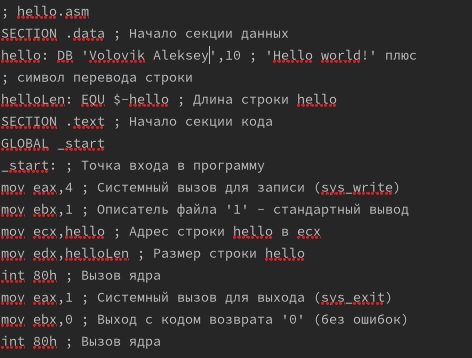 ; hello.asm
SECTION .data ; Начало секции данных
hello: DB 'Volovik Aleksey',10 ; 'Hello world!' плюс
; символ перевода строки
helloLen: EQU $-hello ; Длина строки hello
SECTION .text ; Начало секции кода
GLOBAL _start
_start: ; Точка входа в программу
mov eax,4 ; Системный вызов для записи (sys_write)
mov ebx,1 ; Описатель файла '1' - стандартный вывод
mov ecx,hello ; Адрес строки hello в ecx
mov edx,helloLen ; Размер строки hello
int 80h ; Вызов ядра
mov eax,1 ; Системный вызов для выхода (sys_exit)
mov ebx,0 ; Выход с кодом возврата '0' (без ошибок)
int 80h ; Вызов ядра